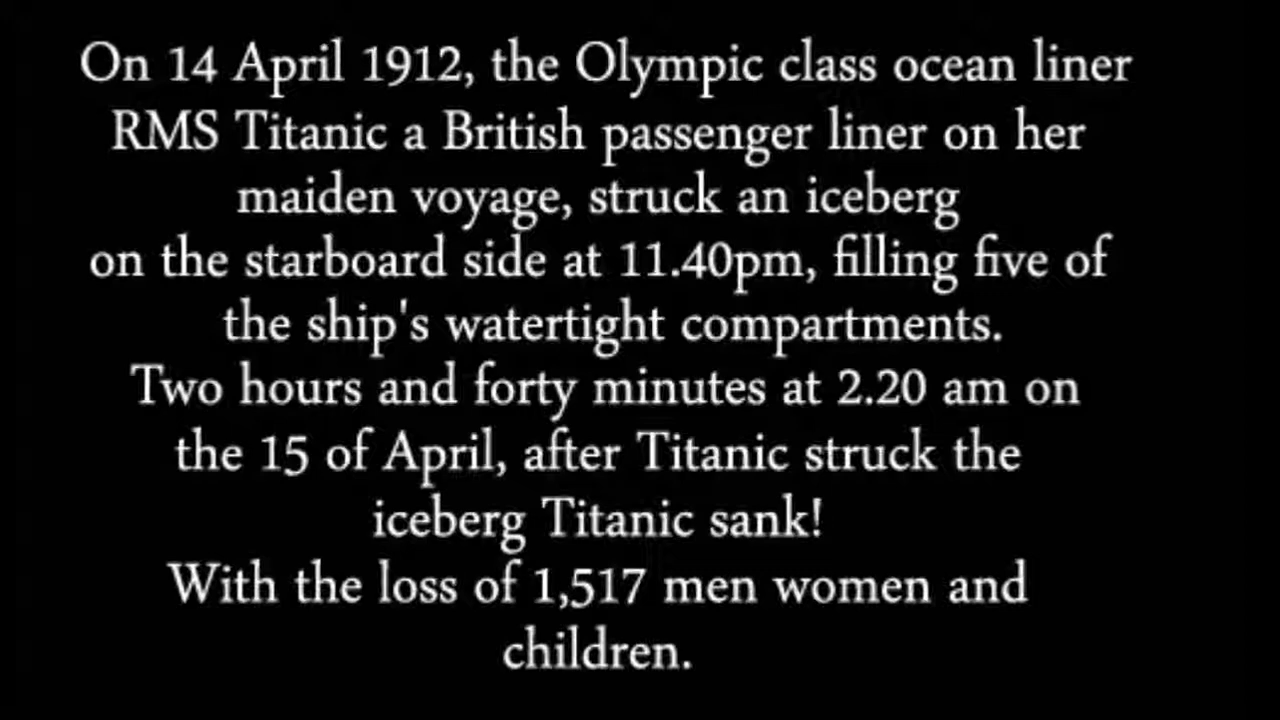 On 14 April 1912, the Olympic class ocean liner
RMS Titanic a British passenger liner on her
maiden voyage, struck an iceberg
on the starboard side at 11.40pm, filling five of
the ship's watertight compartments.
Two hours and forty minutes at 2.20 am on
the 15 of April, after Titanic struck the
iceberg Titanic sank!
With the loss of 1,517 men women and
children.